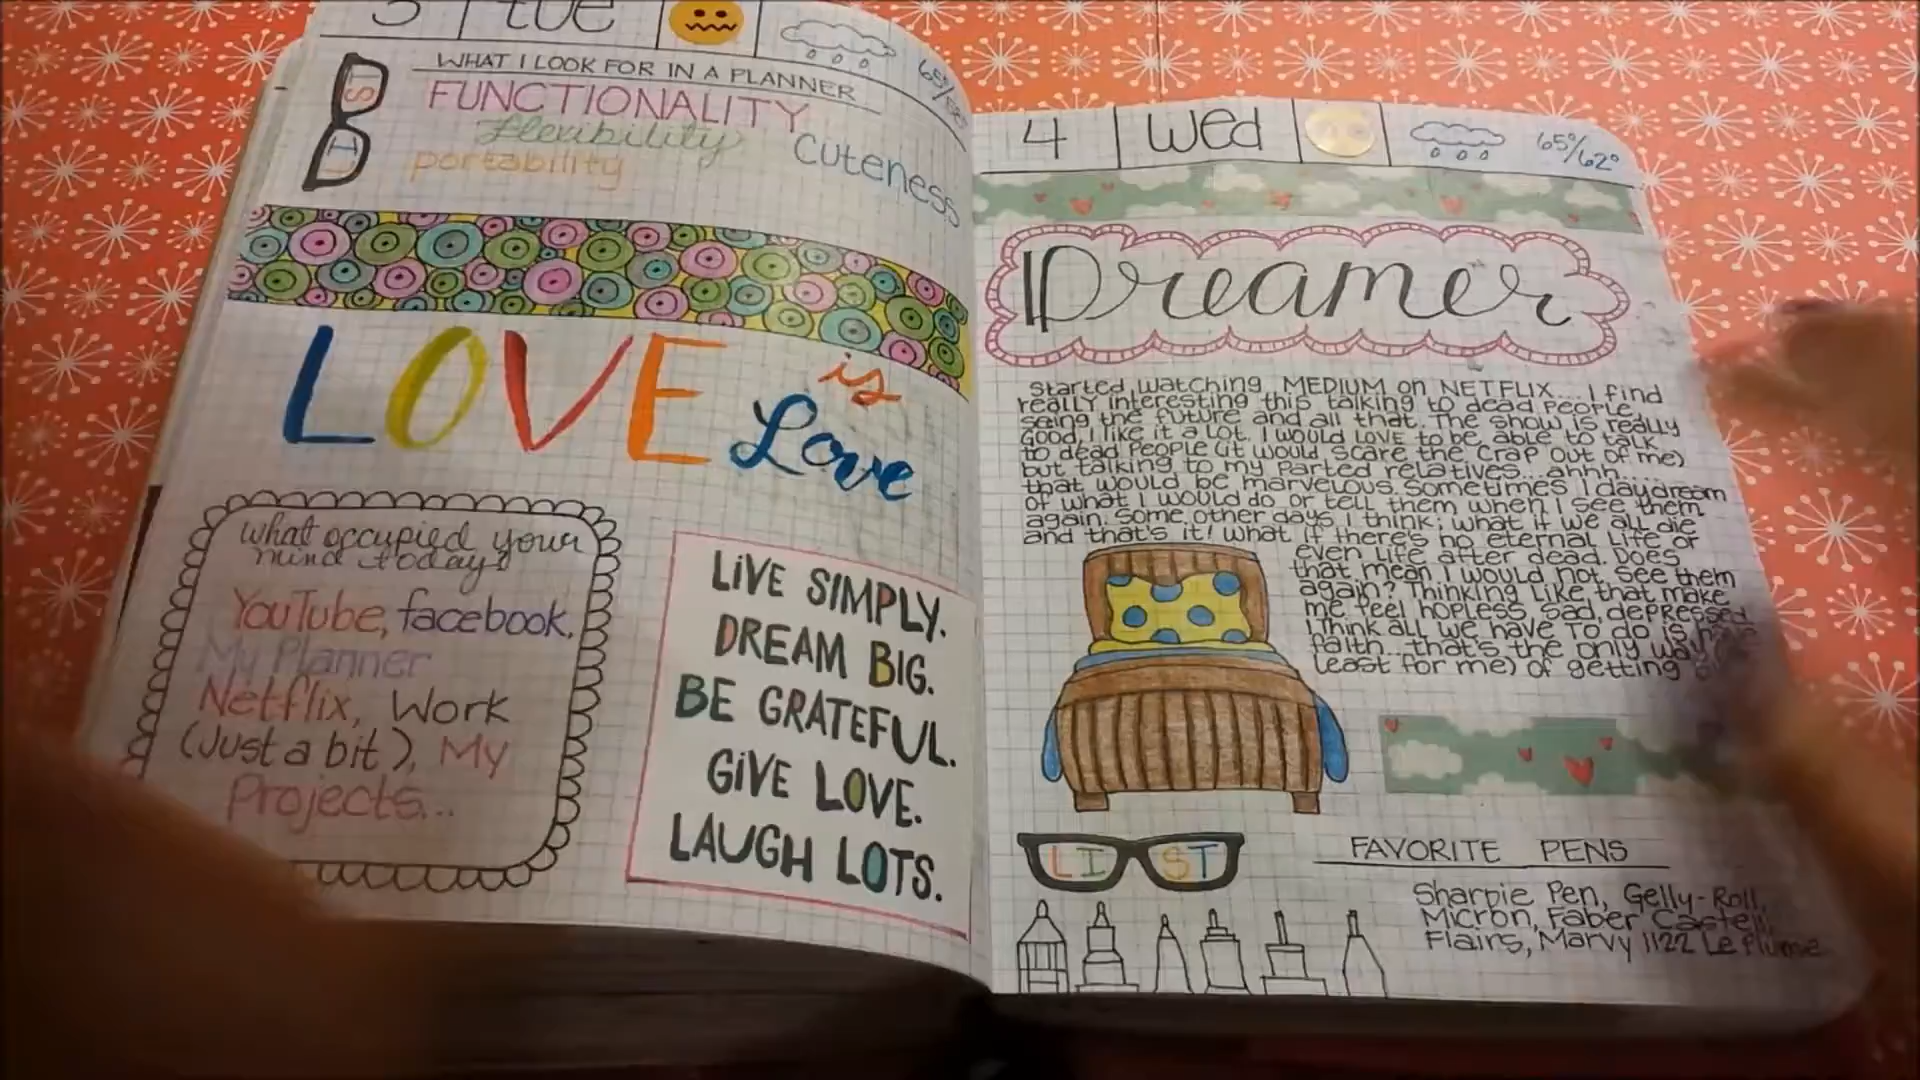 3 tue
65°/
LIST
WHAT I LOOK FOR IN A PLANNER
FUNCTIONALITY
flexibility
portability
Cuteness
LOVE is
Love
what occupied your
mind today?
YouTube, facebook,
My Planner
Netflix, Work
(Just a bit), My
Projects...
LiVE SIMPLY.
DREAM BIG.
BE GRATEFUL.
GiVE LOVE.
LAUGH LOTS.
4 wed 65°/62°
Dreamer
Started watching MEDIUM on NETFLIX.... I find
really interesting this talking to dead people,
seing the future and all that. The show is really
Good, I like it a lot. I would LOVE to be able to talk
to dead people (it would scare the crap out of me)
but talking to my parted relatives... ahhh....
that would be marvelous. Sometimes I daydream
of what I would do or tell them when I see them
again. Some other days I think; what if we all die
and that's it! What if there's no eternal life or
even life after dead. Does
that mean I would not see them
again? Thinking like that make
me feel hopless, sad, depressed
I Think all we have to do is
faith...that's the only way
least for me) of getting
LIST
FAVORITE PENS
Sharpie Pen, Gelly-Roll,
Micron, Faber Castell,
Flairs, Marvy 1122 Le Plume